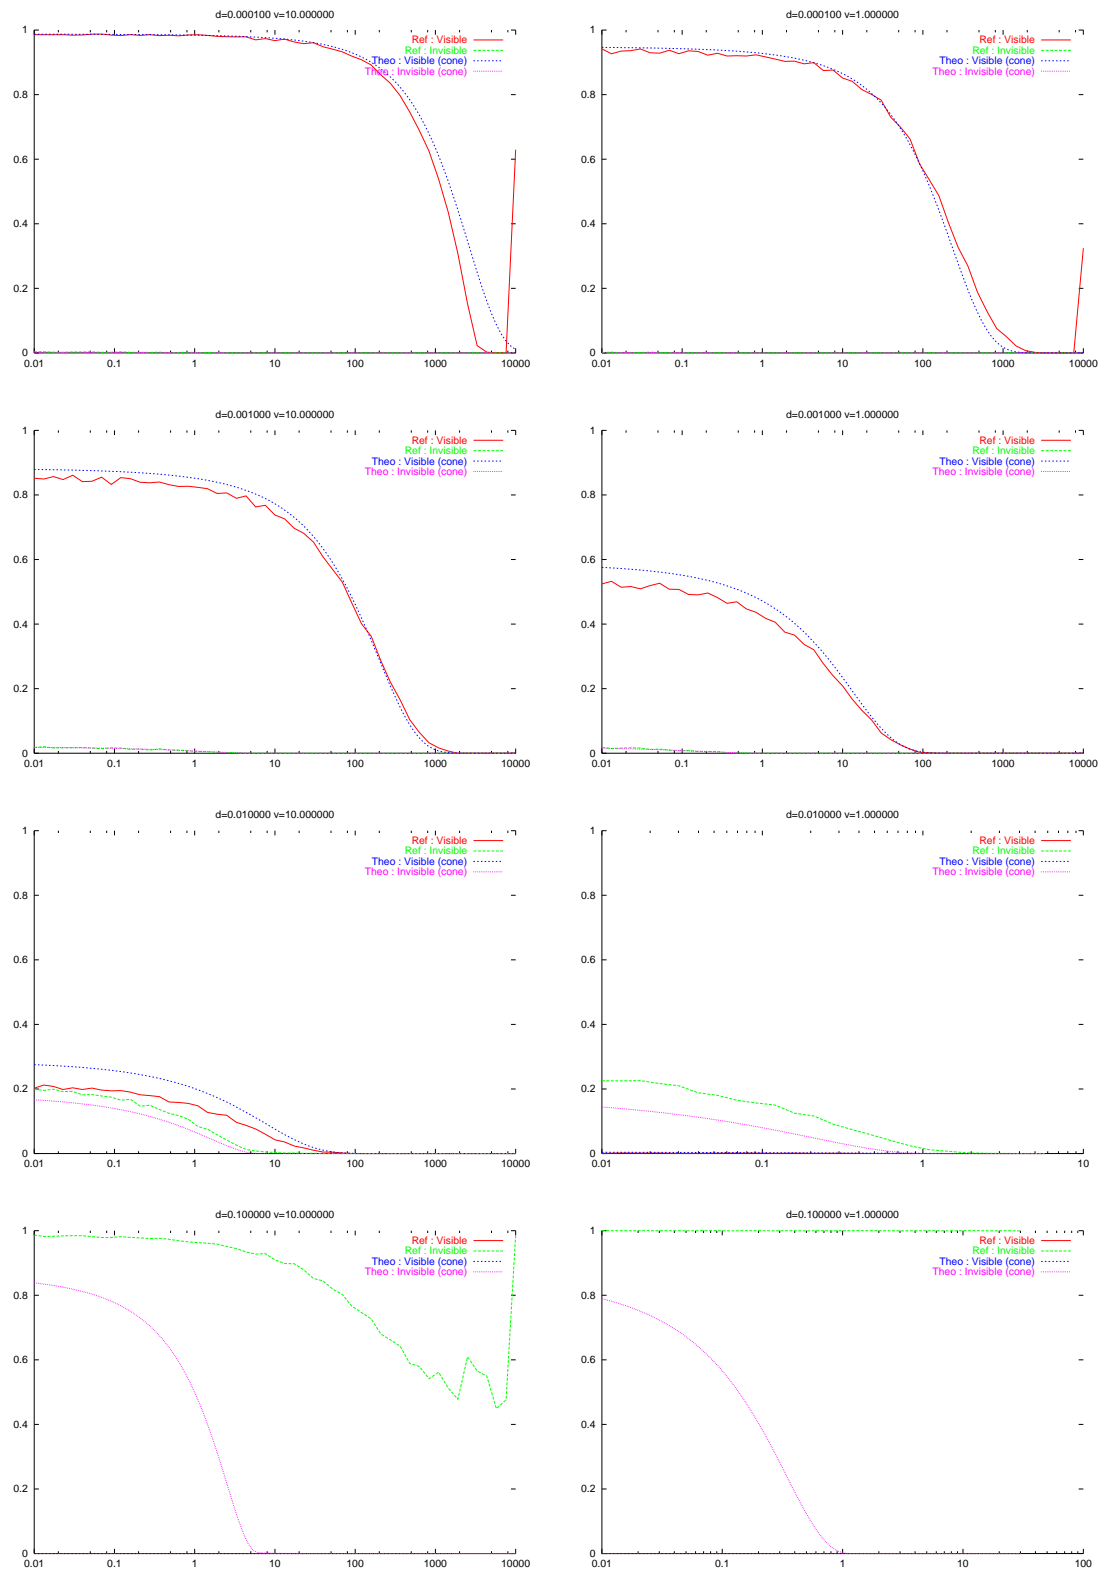 d=0.000100 v=10.000000
Ref : Visible
Ref : Invisible
Theo : Visible (cone)
Theo : Invisible (cone)
1
0.8
0.6
0.4
0.2
0
0.01 0.1 1 10 100 1000 10000
d=0.000100 v=1.000000
Ref : Visible
Ref : Invisible
Theo : Visible (cone)
Theo : Invisible (cone)
1
0.8
0.6
0.4
0.2
0
0.01 0.1 1 10 100 1000 10000
d=0.001000 v=10.000000
Ref : Visible
Ref : Invisible
Theo : Visible (cone)
Theo : Invisible (cone)
1
0.8
0.6
0.4
0.2
0
0.01 0.1 1 10 100 1000 10000
d=0.001000 v=1.000000
Ref : Visible
Ref : Invisible
Theo : Visible (cone)
Theo : Invisible (cone)
1
0.8
0.6
0.4
0.2
0
0.01 0.1 1 10 100 1000 10000
d=0.010000 v=10.000000
Ref : Visible
Ref : Invisible
Theo : Visible (cone)
Theo : Invisible (cone)
1
0.8
0.6
0.4
0.2
0
0.01 0.1 1 10 100 1000 10000
d=0.010000 v=1.000000
Ref : Visible
Ref : Invisible
Theo : Visible (cone)
Theo : Invisible (cone)
1
0.8
0.6
0.4
0.2
0
0.01 0.1 1 10
d=0.100000 v=10.000000
Ref : Visible
Ref : Invisible
Theo : Visible (cone)
Theo : Invisible (cone)
1
0.8
0.6
0.4
0.2
0
0.01 0.1 1 10 100 1000 10000
d=0.100000 v=1.000000
Ref : Visible
Ref : Invisible
Theo : Visible (cone)
Theo : Invisible (cone)
1
0.8
0.6
0.4
0.2
0
0.01 0.1 1 10 100